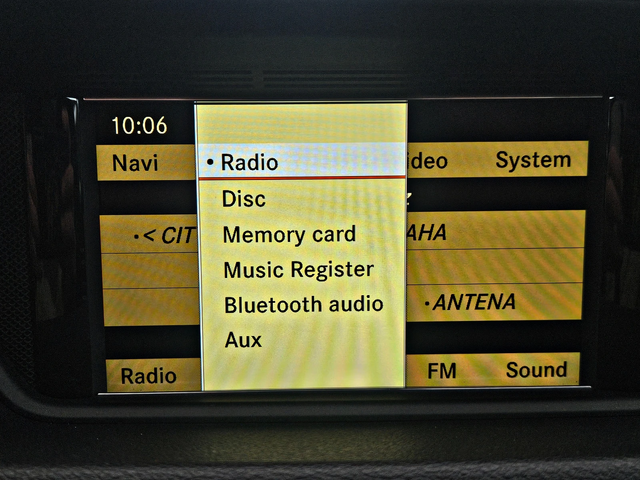 10:06
Navi
• Radio
ideo
System
Disc
•< CIT
Memory card
AHA
Music Register
Bluetooth audio
•ANTENA
Aux
Radio
FM
Sound